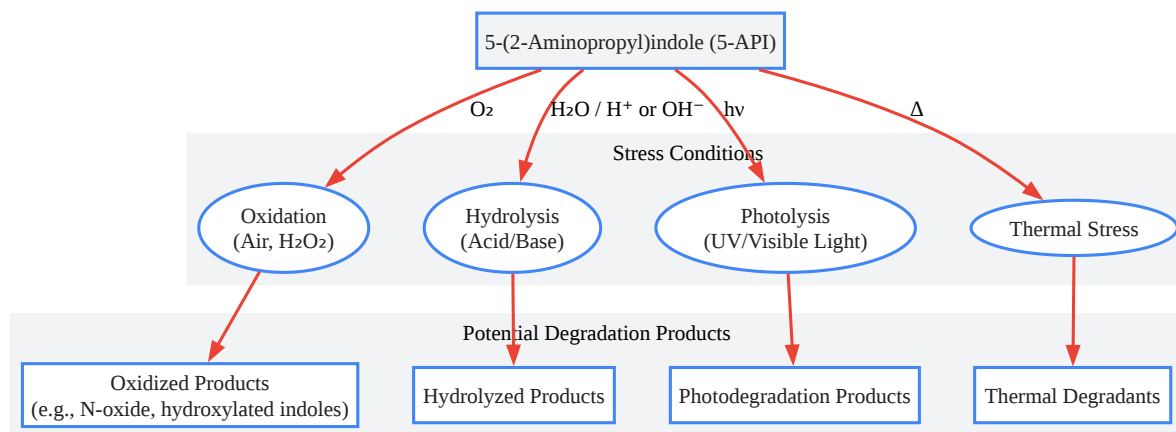 5-(2-Aminopropyl)indole (5-API)
O₂
H₂O / H⁺ or OH⁻
hν
Δ
Stress Conditions
Oxidation
(Air, H₂O₂)
Hydrolysis
(Acid/Base)
Photolysis
(UV/Visible Light)
Thermal Stress
Potential Degradation Products
Oxidized Products
(e.g., N-oxide, hydroxylated indoles)
Hydrolyzed Products
Photodegradation Products
Thermal Degradants